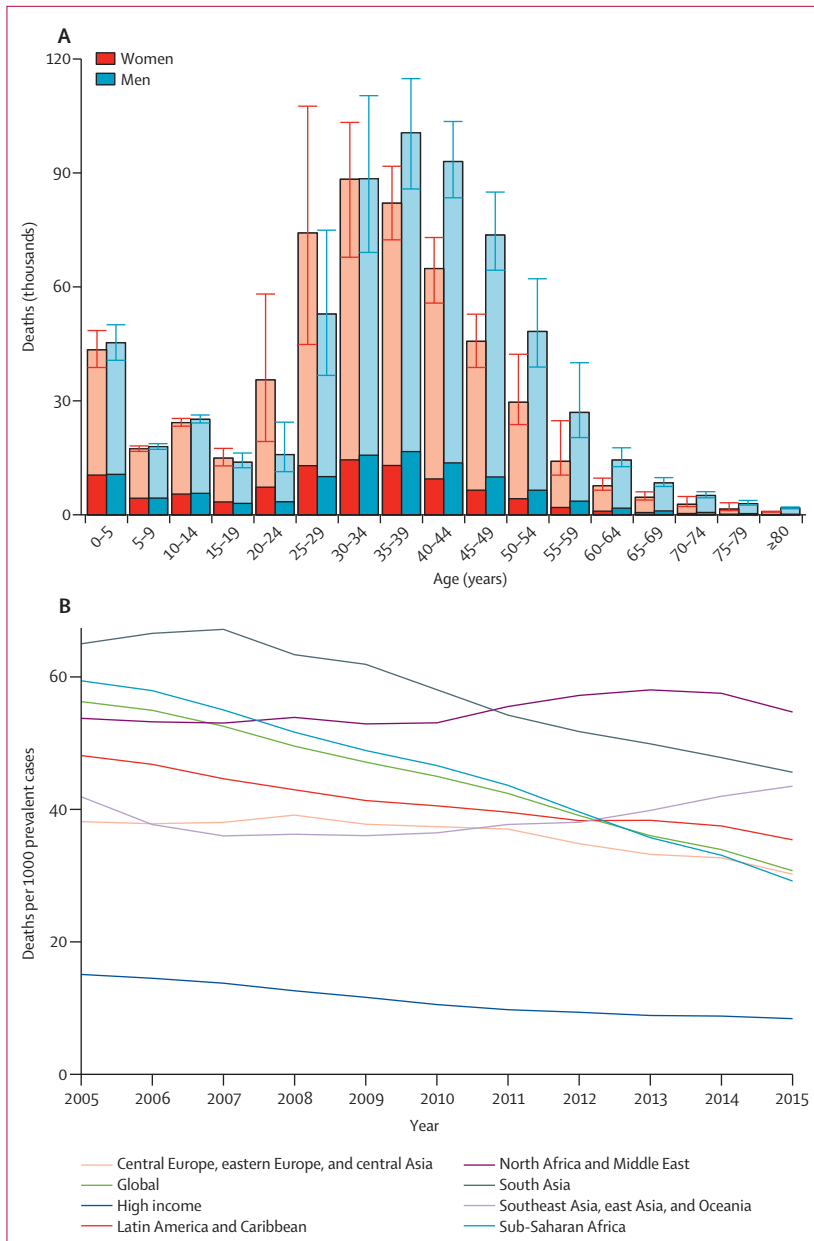 A
Women
Men
120
90
60
30
0
Deaths (thousands)
0–5
5–9
10–14
15–19
20–24
25–29
30–34
35–39
40–44
45–49
50–54
55–59
60–64
65–69
70–74
75–79
≥80
Age (years)
B
60
40
20
0
Deaths per 1000 prevalent cases
2005 2006 2007 2008 2009 2010 2011 2012 2013 2014 2015
Year
Central Europe, eastern Europe, and central Asia
Global
High income
Latin America and Caribbean
North Africa and Middle East
South Asia
Southeast Asia, east Asia, and Oceania
Sub-Saharan Africa